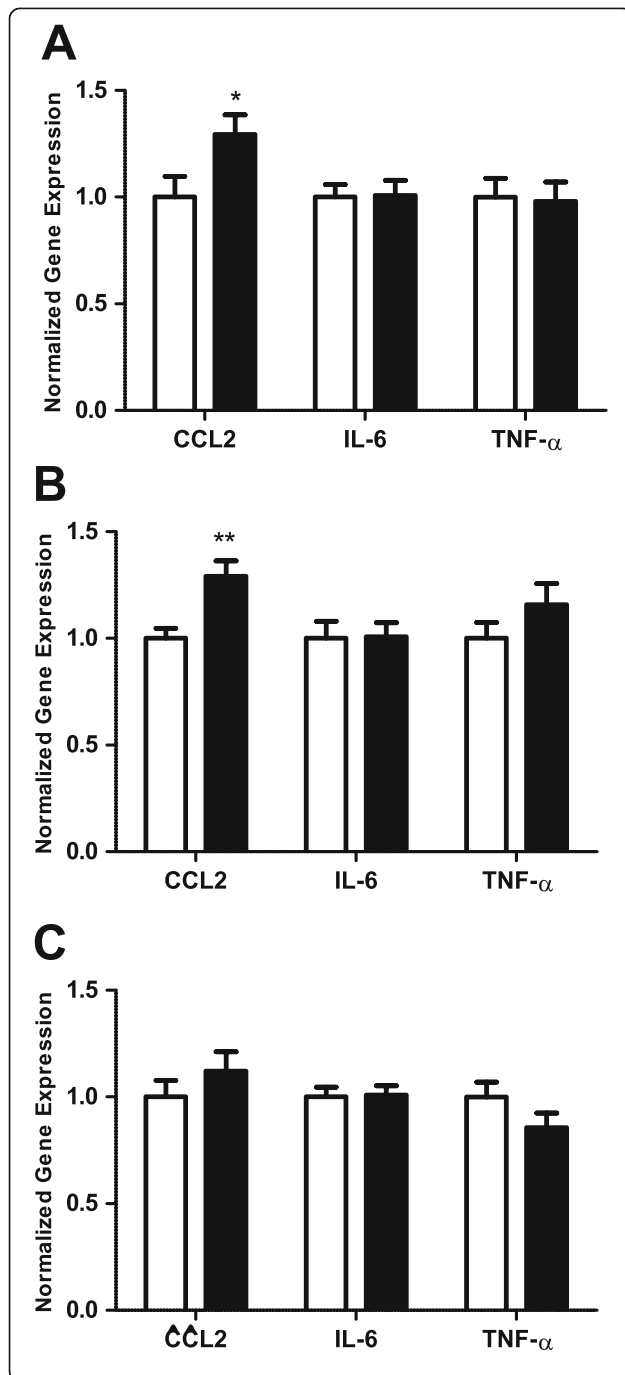 A
Normalized Gene Expression
1.5
1.0
0.5
0.0
*
CCL2 IL-6 TNF-α
B
Normalized Gene Expression
1.5
1.0
0.5
0.0
**
CCL2 IL-6 TNF-α
C
Normalized Gene Expression
1.5
1.0
0.5
0.0
ĈĈL2 IL-6 TNF-α